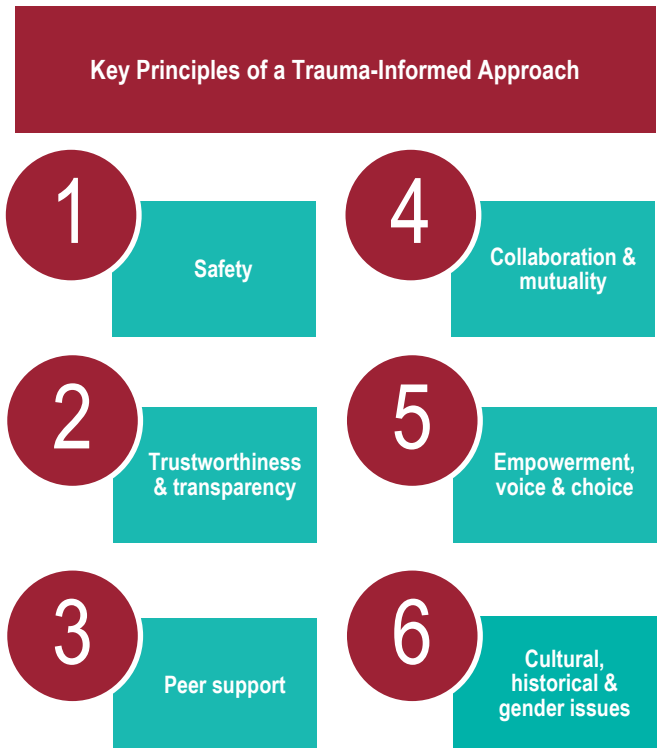 Key Principles of a Trauma-Informed Approach
1
Safety
2
Trustworthiness
& transparency
3
Peer support
4
Collaboration &
mutuality
5
Empowerment,
voice & choice
6
Cultural,
historical &
gender issues